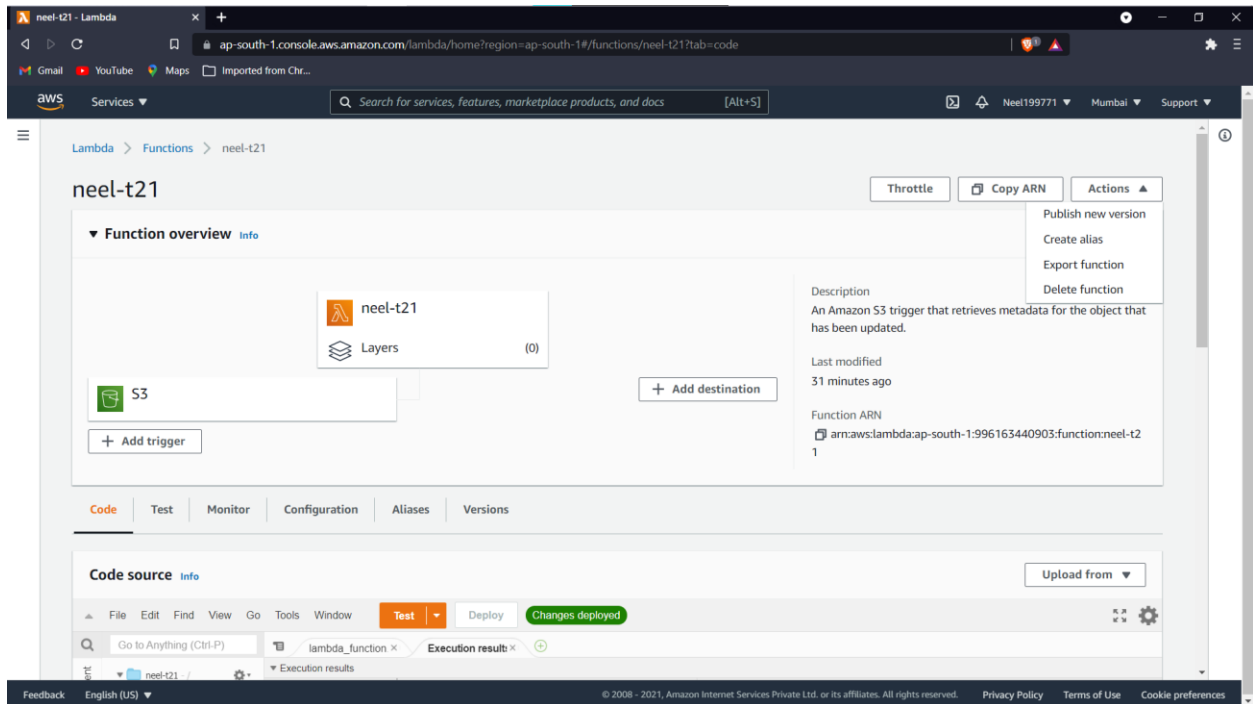 neel-t21 - Lambda
ap-south-1.console.aws.amazon.com/lambda/home?region=ap-south-1#/functions/neel-t21?tab=code
Gmail YouTube Maps Imported from Chr...
aws Services Search for services, features, marketplace products, and docs [Alt+S] Neel199771 Mumbai Support
Lambda > Functions > neel-t21
neel-t21
Throttle Copy ARN Actions
Publish new version
Create alias
Export function
Delete function
Function overview Info
neel-t21
Layers (0)
S3
+ Add trigger
+ Add destination
Description
An Amazon S3 trigger that retrieves metadata for the object that
has been updated.
Last modified
31 minutes ago
Function ARN
arn:aws:lambda:ap-south-1:996163440903:function:neel-t2
1
Code Test Monitor Configuration Aliases Versions
Code source Info
Upload from
File Edit Find View Go Tools Window Test Deploy Changes deployed
Go to Anything (Ctrl-P) lambda_function × Execution result: ×
neel-t21 - / Execution results
Feedback English (US) © 2008 - 2021, Amazon Internet Services Private Ltd. or its affiliates. All rights reserved. Privacy Policy Terms of Use Cookie preferences